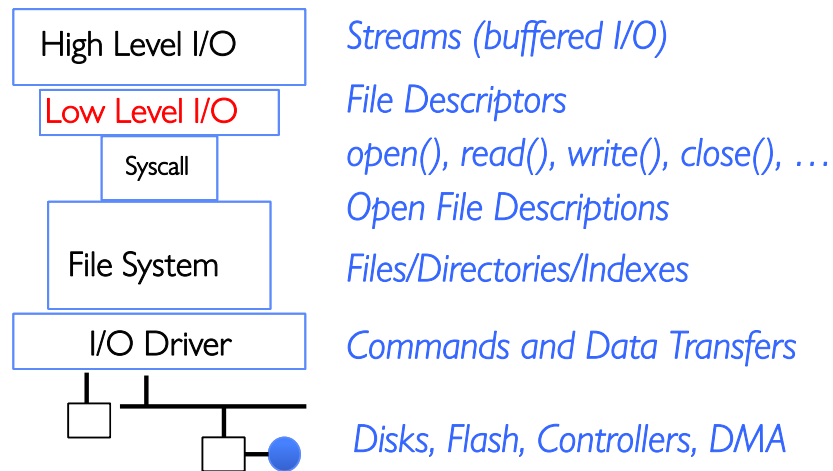 High Level I/O Streams (buffered I/O)
Low Level I/O File Descriptors
Syscall open(), read(), write(), close(), …
Open File Descriptions
File System Files/Directories/Indexes
I/O Driver Commands and Data Transfers
Disks, Flash, Controllers, DMA